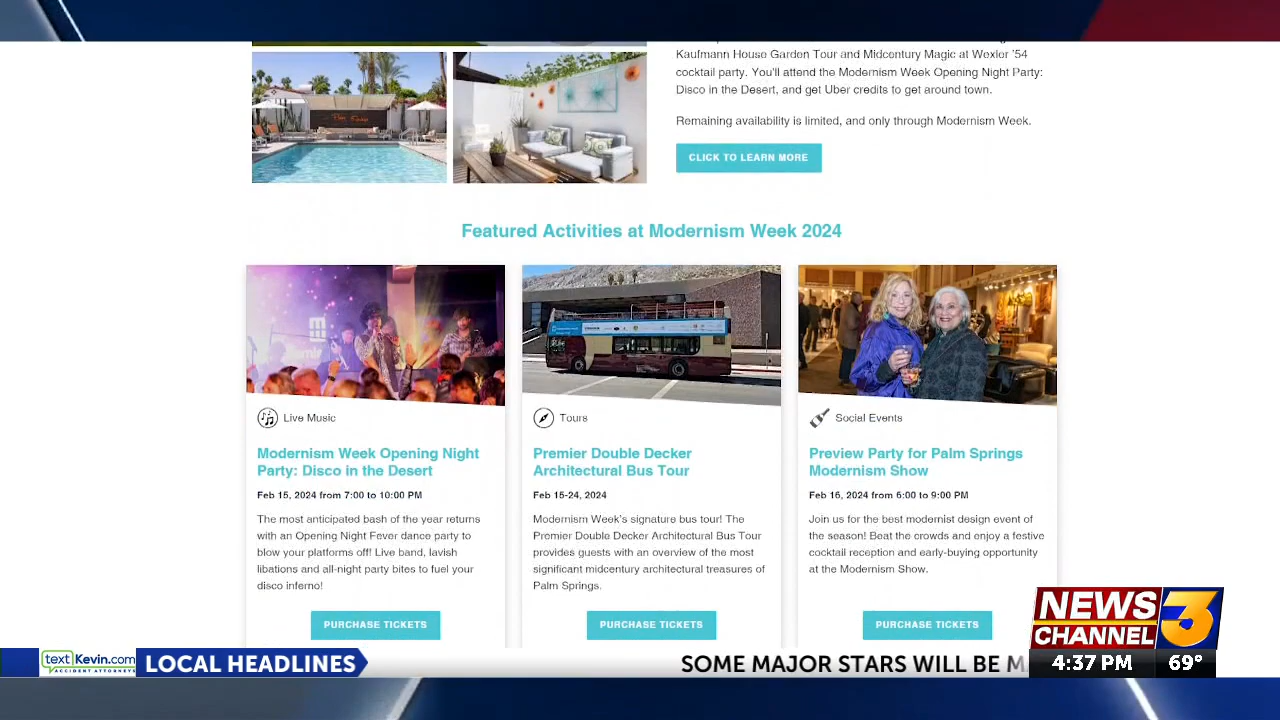 Kaufmann House Garden Tour and Midcentury Magic at Wexler '54
cocktail party. You'll attend the Modernism Week Opening Night Party:
Disco in the Desert, and get Uber credits to get around town.
Remaining availability is limited, and only through Modernism Week.
CLICK TO LEARN MORE
Featured Activities at Modernism Week 2024
Live Music
Modernism Week Opening Night
Party: Disco in the Desert
Feb 15, 2024 from 7:00 to 10:00 PM
The most anticipated bash of the year returns
with an Opening Night Fever dance party to
blow your platforms off! Live band, lavish
libations and all-night party bites to fuel your
disco inferno!
PURCHASE TICKETS
Tours
Premier Double Decker
Architectural Bus Tour
Feb 15-24, 2024
Modernism Week's signature bus tour! The
Premier Double Decker Architectural Bus Tour
provides guests with an overview of the most
significant midcentury architectural treasures of
Palm Springs.
PURCHASE TICKETS
Social Events
Preview Party for Palm Springs
Modernism Show
Feb 16, 2024 from 6:00 to 9:00 PM
Join us for the best modernist design event of
the season! Beat the crowds and enjoy a festive
cocktail reception and early-buying opportunity
at the Modernism Show.
PURCHASE TICKETS
NEWS
CHANNEL 3
textKevin.com
ACCIDENT ATTORNEYS
LOCAL HEADLINES
SOME MAJOR STARS WILL BE
4:37 PM 69°